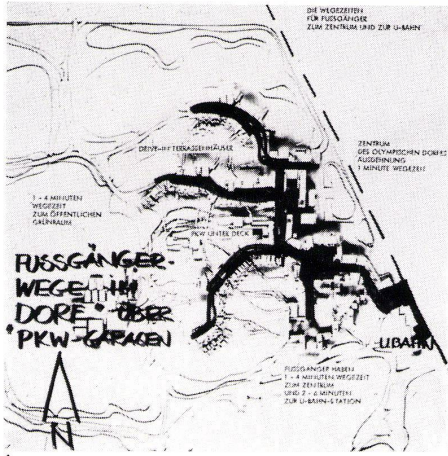 DIE WEGEZEITEN
FÜR FUSSGÄNGER
ZUM ZENTRUM UND ZUR U-BAHN
DRIVE-IN TERRASSENHÄUSER
ZENTRUM
DES OLYMPISCHEN DORFES
AUSDEHNUNG
1 MINUTE WEGEZEIT
1 - 4 MINUTEN
WEGEZEIT
ZUM ÖFFENTLICHEN
GRÜNRAUM
PKW UNTER DECK
FUSSGÄNGER-
WEGE IM
DORF ÜBER
PKW-GARAGEN
U.BAHN
FUSSGÄNGER HABEN
1 - 4 MINUTEN WEGEZEIT
ZUM ZENTRUM
UND 2 - 6 MINUTEN
ZUR U-BAHN-STATION
N